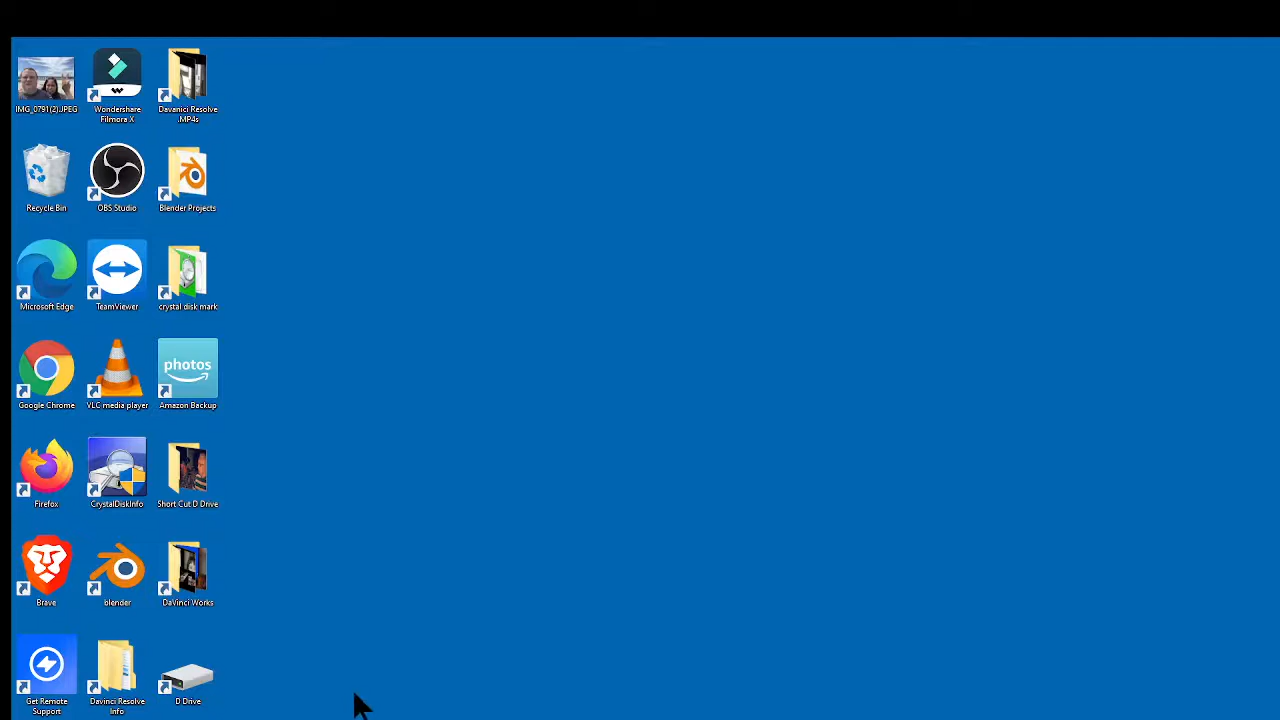 IMG_0791(2).JPEG
Wondershare
Filmora X
Davanici Resolve
.MP4s
Recycle Bin
OBS Studio
Blender Projects
Microsoft Edge
TeamViewer
crystal disk mark
photos
Google Chrome
VLC media player
Amazon Backup
Firefox
CrystalDiskInfo
Short Cut D Drive
Brave
blender
DaVinci Works
Get Remote
Support
Davinci Resolve
Info
D Drive